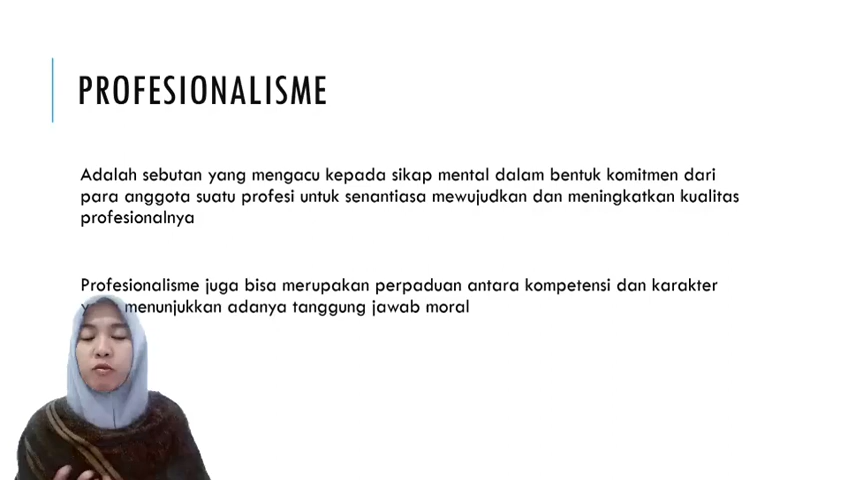 PROFESIONALISME
Adalah sebutan yang mengacu kepada sikap mental dalam bentuk komitmen dari
para anggota suatu profesi untuk senantiasa mewujudkan dan meningkatkan kualitas
profesionalnya
Profesionalisme juga bisa merupakan perpaduan antara kompetensi dan karakter
menunjukkan adanya tanggung jawab moral